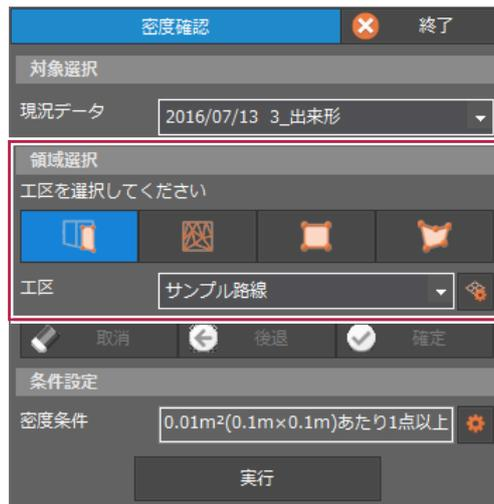 密度確認 終了
対象選択
現況データ 2016/07/13 3_出来形
領域選択
工区を選択してください
工区 サンプル路線
取消 後退 確定
条件設定
密度条件 0.01m²(0.1m×0.1m)あたり1点以上
実行